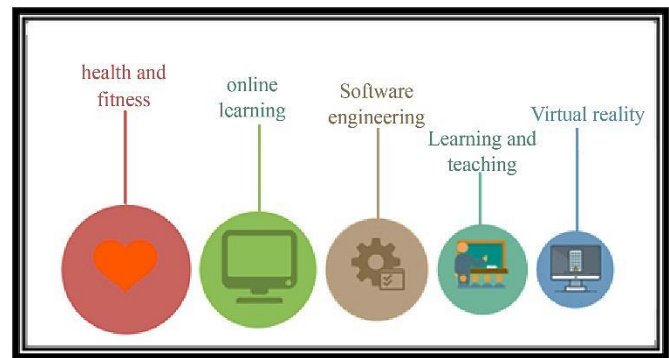 health and
fitness
online
learning
Software
engineering
Learning and
teaching
Virtual reality